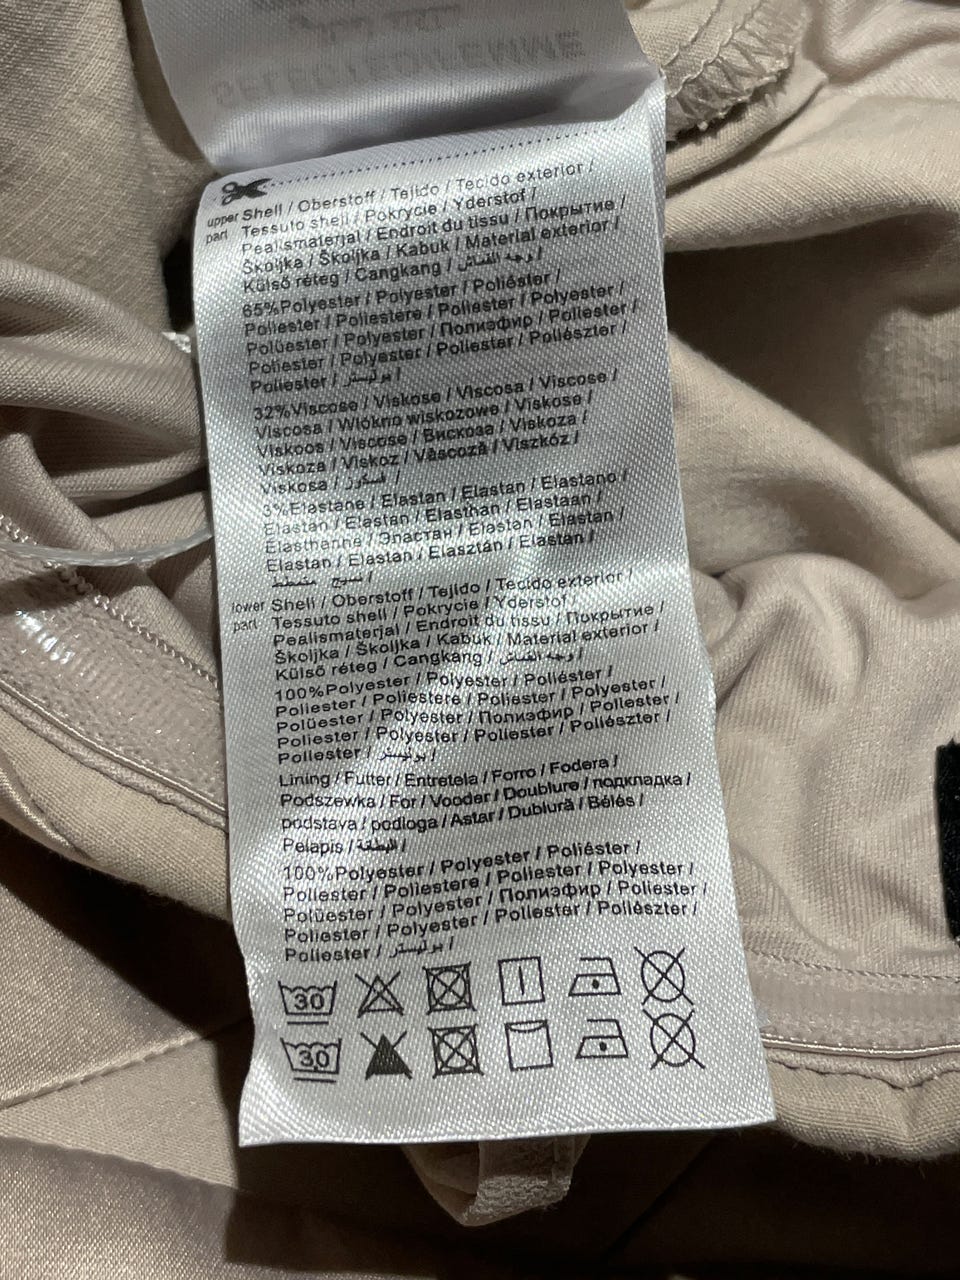 SELECTED FEMME
upper part Shell / Oberstoff / Tejido / Tecido exterior /
Tessuto shell / Pokrycie / Yderstof /
Pealismaterjal / Endroit du tissu / Покрытие /
Školjka / Školjka / Kabuk / Material exterior /
Külső réteg / Cangkang / وجه القماش /
65%Polyester / Polyester / Poliéster /
Poliester / Poliestere / Poliester / Polyester /
Polüester / Polyester / Полиэфир / Poliester /
Poliester / Polyester / Poliester / Poliészter /
Poliester / بوليستر /
32%Viscose / Viskose / Viscosa / Viscose /
Viscosa / Włókno wiskozowe / Viskose /
Viskoos / Viscose / Вискоза / Viskoza /
Viskoza / Viskoz / Vâscoză / Viszkóz /
Viskosa / فسكوز /
3%Elastane / Elastan / Elastan / Elastano /
Elastan / Elastan / Elasthan / Elastaan /
Elasthanne / Эластан / Elastan / Elastan /
Elastan / Elastan / Elasztán / Elastan /
نسيج متمطط /
lower part Shell / Oberstoff / Tejido / Tecido exterior /
Tessuto shell / Pokrycie / Yderstof /
Pealismaterjal / Endroit du tissu / Покрытие /
Školjka / Školjka / Kabuk / Material exterior /
Külső réteg / Cangkang / وجه القماش /
100%Polyester / Polyester / Poliéster /
Poliester / Poliestere / Poliester / Polyester /
Polüester / Polyester / Полиэфир / Poliester /
Poliester / Polyester / Poliester / Poliészter /
Poliester / بوليستر /
Lining / Futter / Entretela / Forro / Fodera /
Podszewka / For / Vooder / Doublure / подкладка /
podstava / podloga / Astar / Dublură / Bélés /
Pelapis / البطانة /
100%Polyester / Polyester / Poliéster /
Poliester / Poliestere / Poliester / Polyester /
Polüester / Polyester / Полиэфир / Poliester /
Poliester / Polyester / Poliester / Poliészter /
Poliester / بوليستر /
30
30